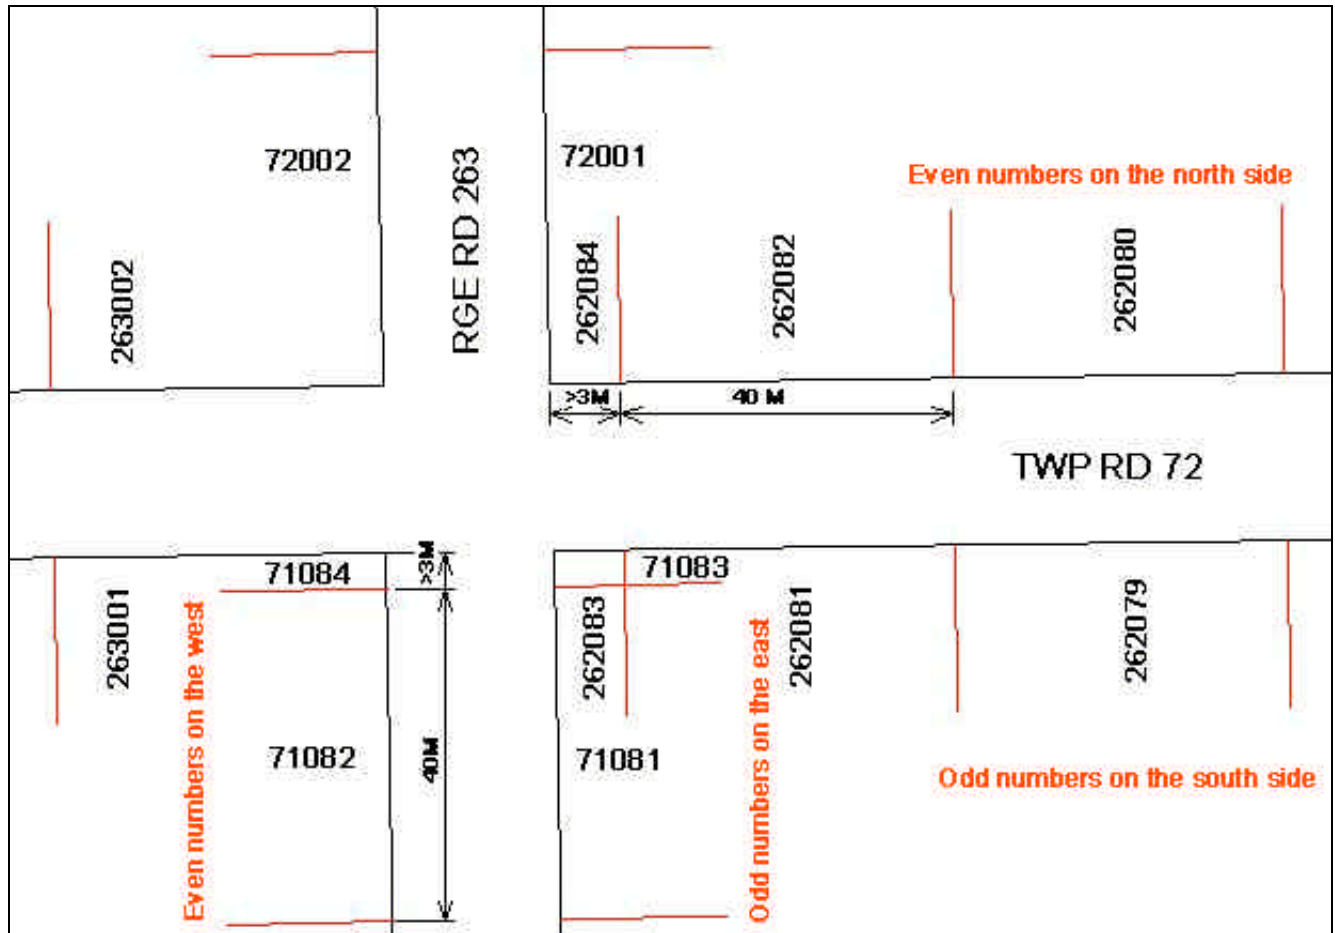 72002
RGE RD 263
72001
Even numbers on the north side
263002
262084
262082
262080
>3M
40 M
TWP RD 72
71084
>3M
71083
263001
Even numbers on the west
262083
Odd numbers on the east
262081
262079
71082
40M
71081
Odd numbers on the south side